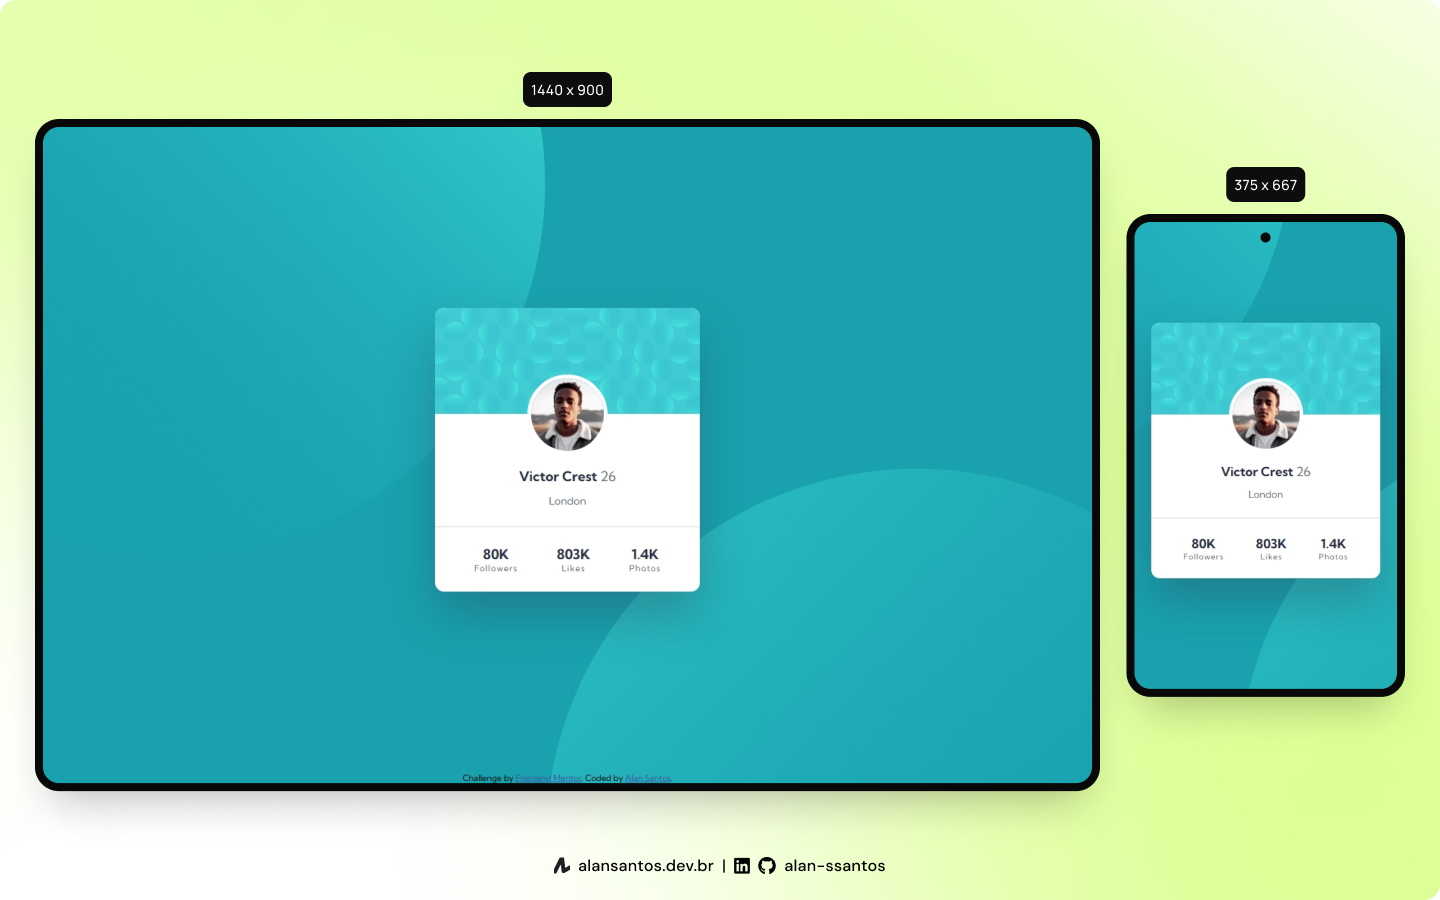 1440 x 900
Victor Crest 26
London
80K 803K 1.4K
Followers Likes Photos
Challenge by Frontend Mentor. Coded by Alan Santos.
375 x 667
Victor Crest 26
London
80K 803K 1.4K
Followers Likes Photos
alansantos.dev.br | alan-ssantos